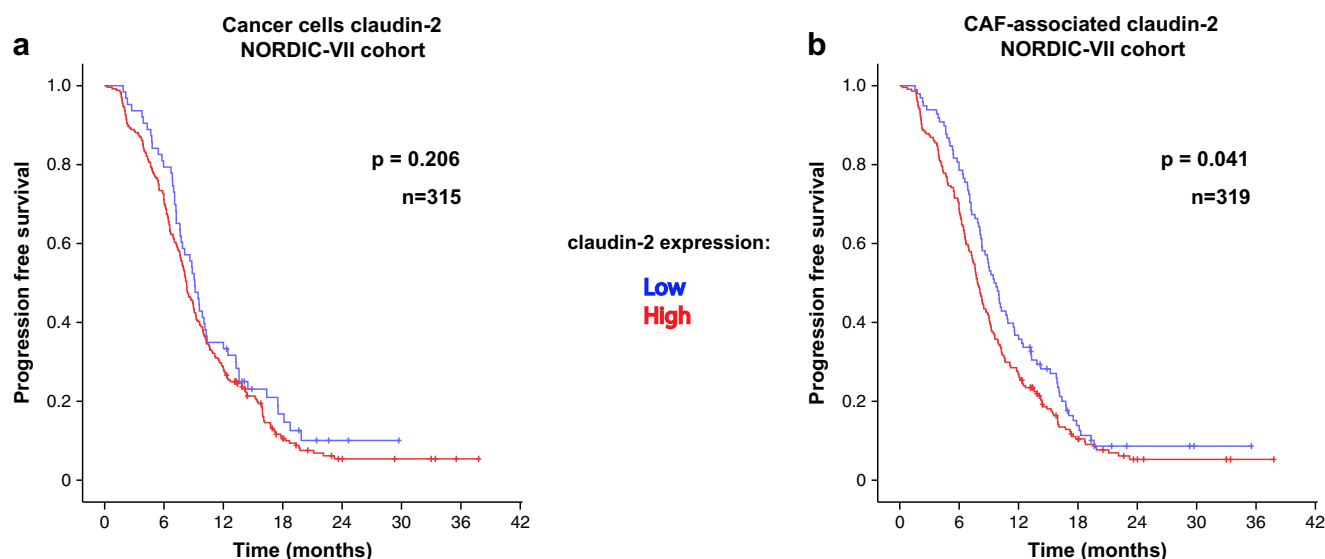 a
Cancer cells claudin-2
NORDIC-VII cohort
Progression free survival
1.0
0.8
0.6
0.4
0.2
0
p = 0.206
n=315
0 6 12 18 24 30 36 42
Time (months)
claudin-2 expression:
Low
High
b
CAF-associated claudin-2
NORDIC-VII cohort
Progression free survival
1.0
0.8
0.6
0.4
0.2
0
p = 0.041
n=319
0 6 12 18 24 30 36 42
Time (months)